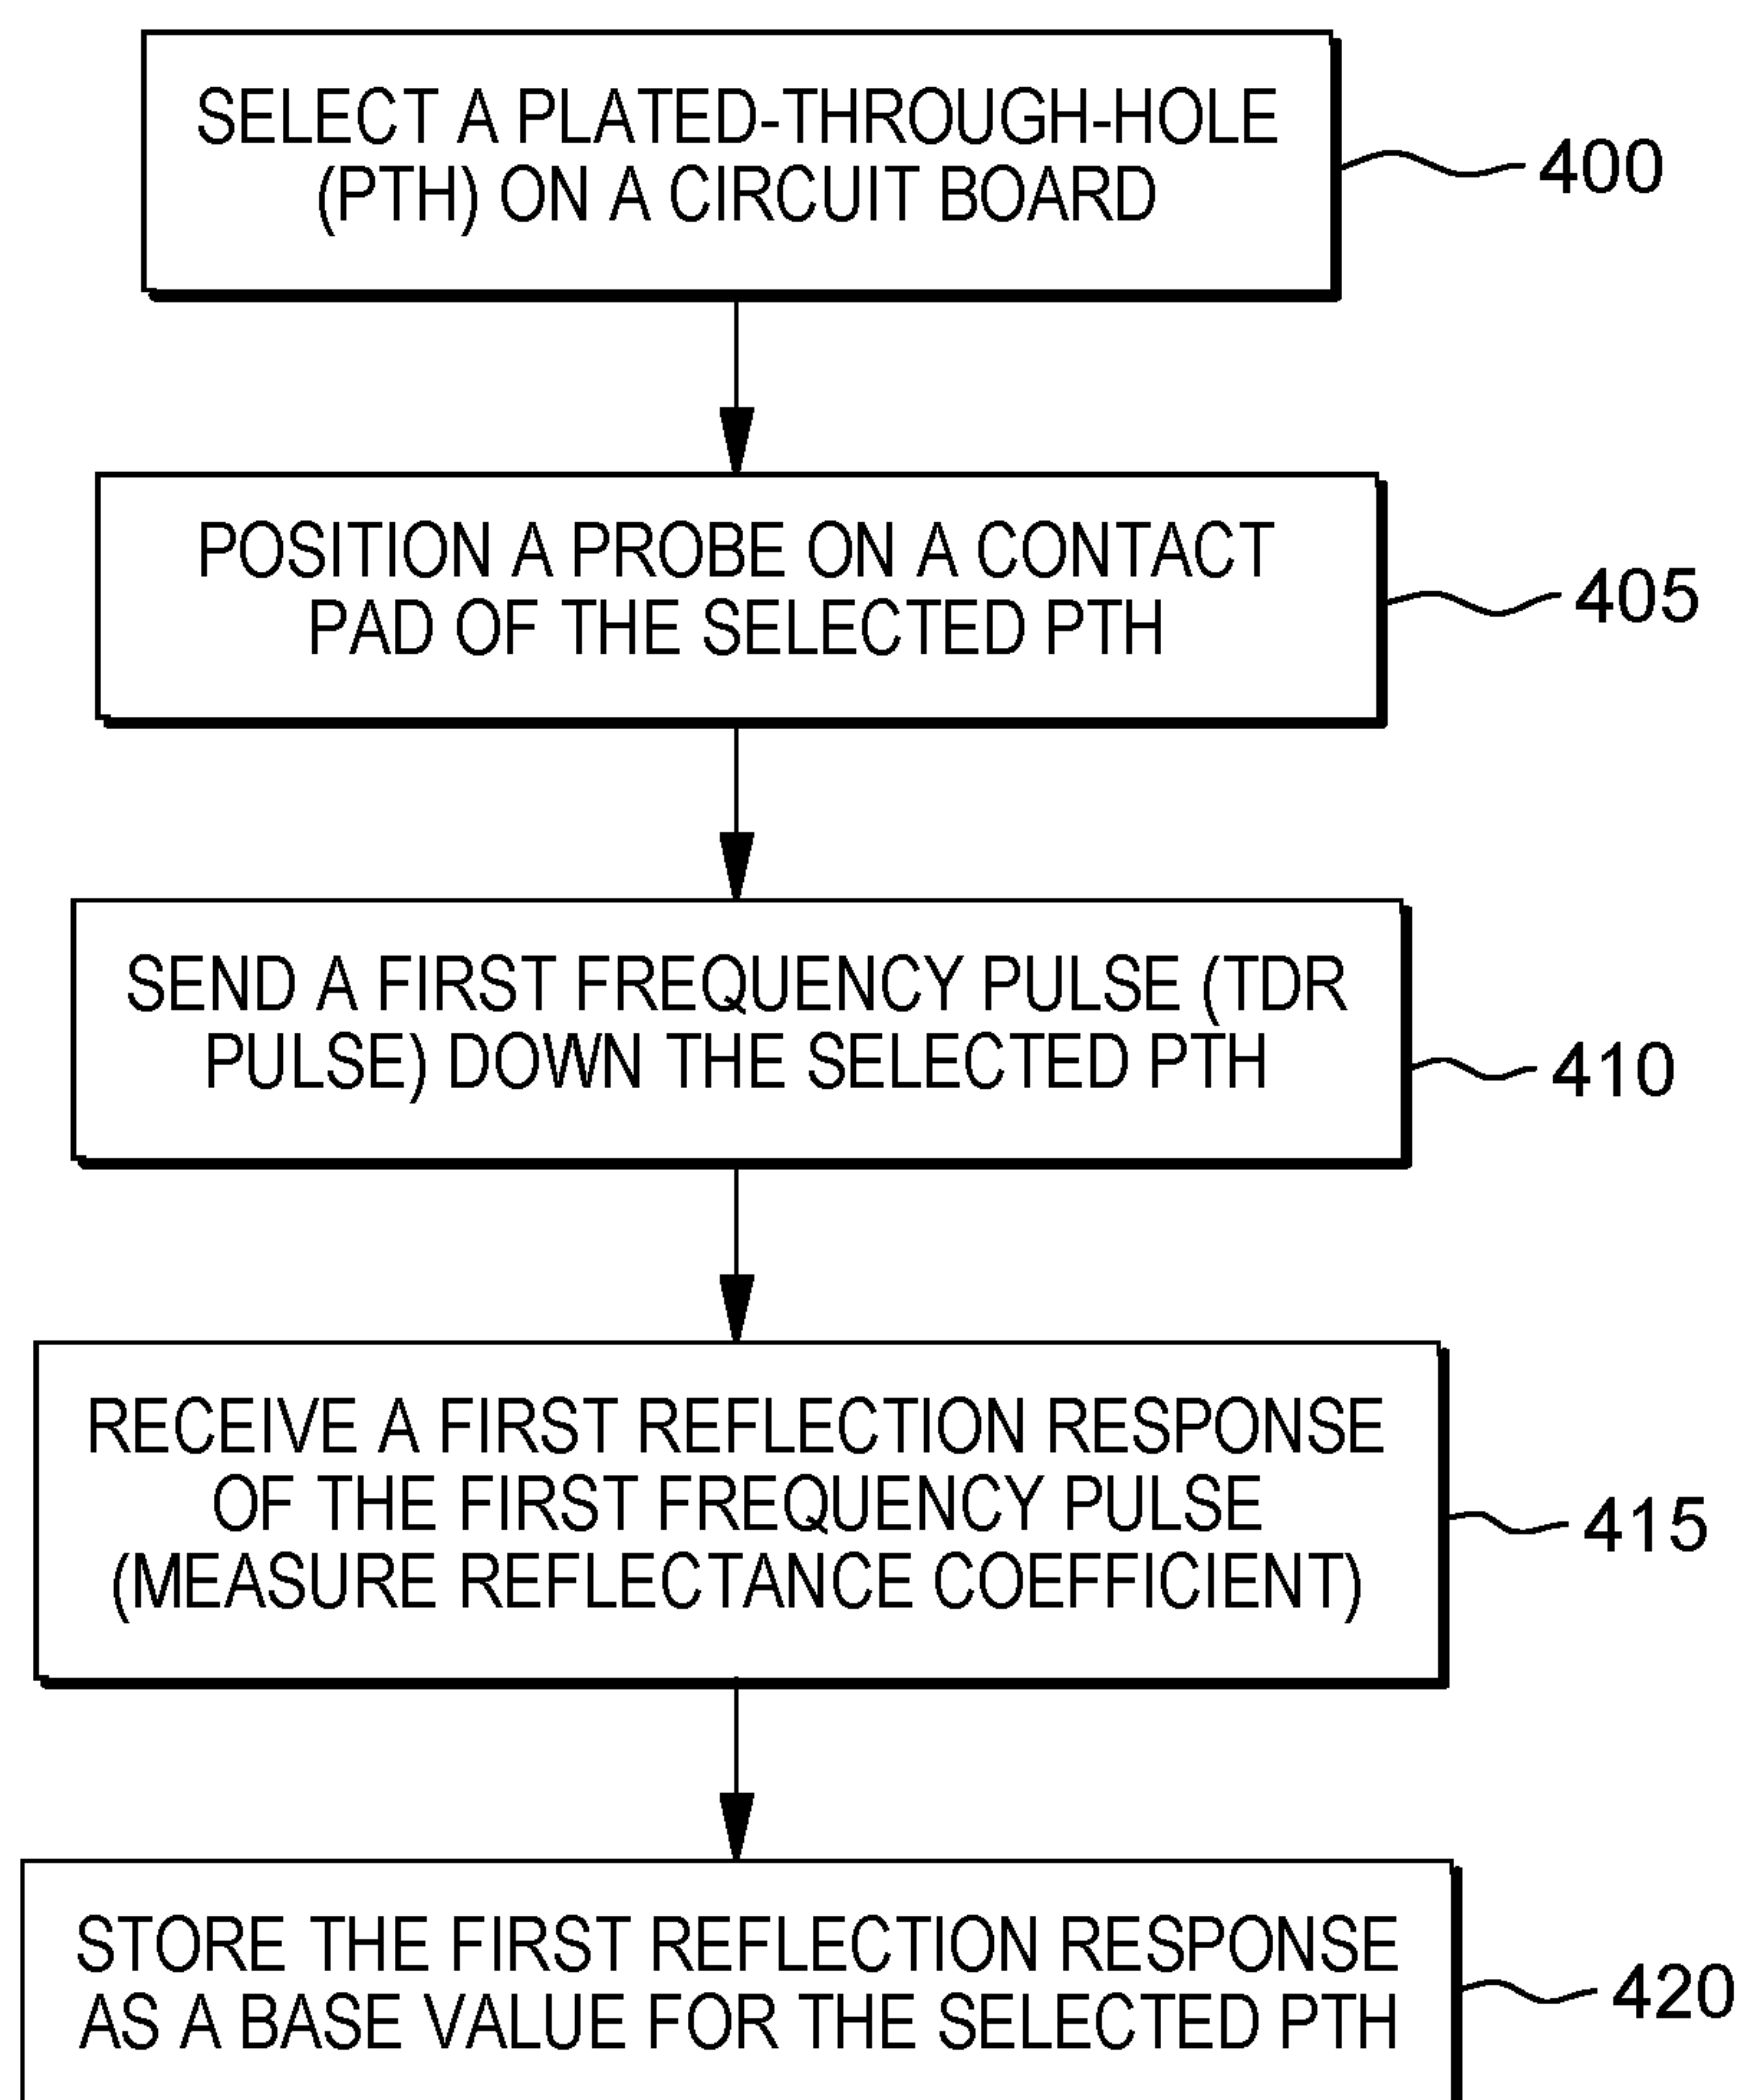 SELECT A PLATED-THROUGH-HOLE
(PTH) ON A CIRCUIT BOARD
400
POSITION A PROBE ON A CONTACT
PAD OF THE SELECTED PTH
405
SEND A FIRST FREQUENCY PULSE (TDR
PULSE) DOWN THE SELECTED PTH
410
RECEIVE A FIRST REFLECTION RESPONSE
OF THE FIRST FREQUENCY PULSE
(MEASURE REFLECTANCE COEFFICIENT)
415
STORE THE FIRST REFLECTION RESPONSE
AS A BASE VALUE FOR THE SELECTED PTH
420